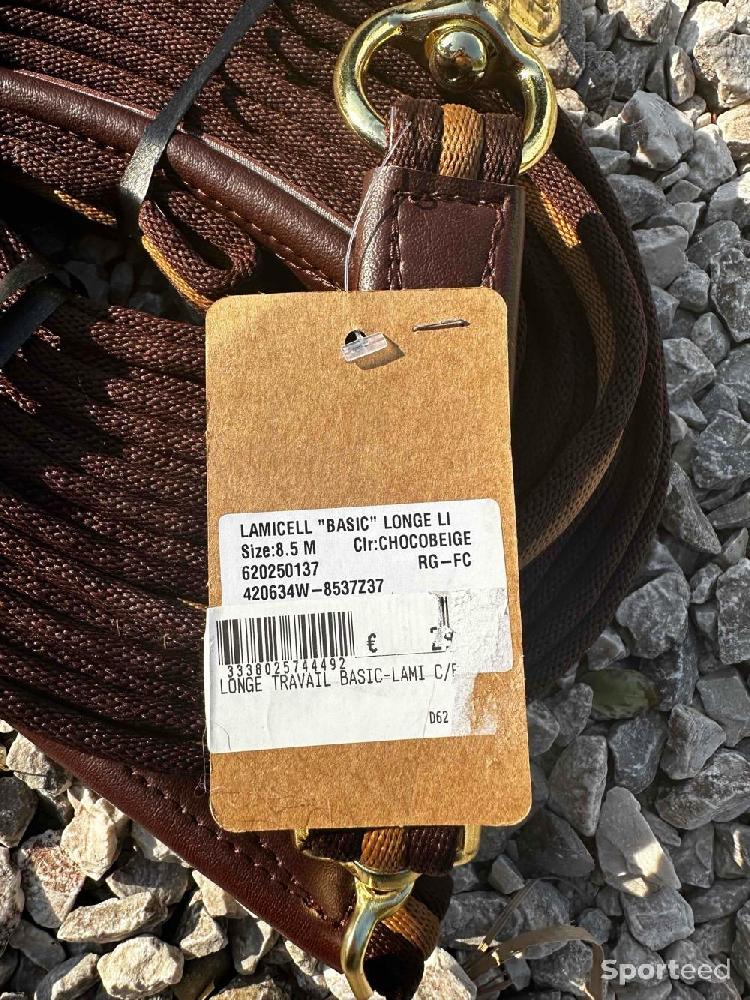 LAMICELL "BASIC" LONGE LI
Size:8.5 M Clr:CHOCOBEIGE
620250137 RG-FC
420634W-8537Z37
€
3338025744492
LONGE TRAVAIL BASIC-LAMI C/
D62
Sporteed